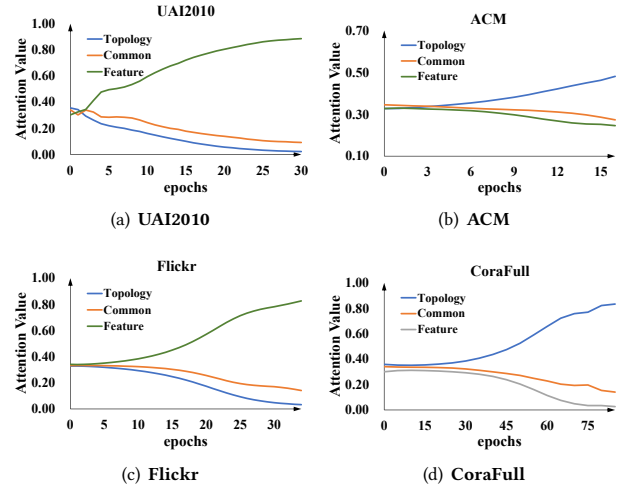 UAI2010
Attention Value
1.00
0.80
0.60
0.40
0.20
0.00
Topology
Common
Feature
0 5 10 15 20 25 30
epochs
(a) UAI2010
ACM
Attention Value
0.70
0.50
0.30
0.10
Topology
Common
Feature
0 3 6 9 12 15
epochs
(b) ACM
Flickr
Attention Value
1.00
0.80
0.60
0.40
0.20
0.00
Topology
Common
Feature
0 5 10 15 20 25 30
epochs
(c) Flickr
CoraFull
Attention Value
1.00
0.80
0.60
0.40
0.20
0.00
Topology
Common
Feature
0 15 30 45 60 75
epochs
(d) CoraFull